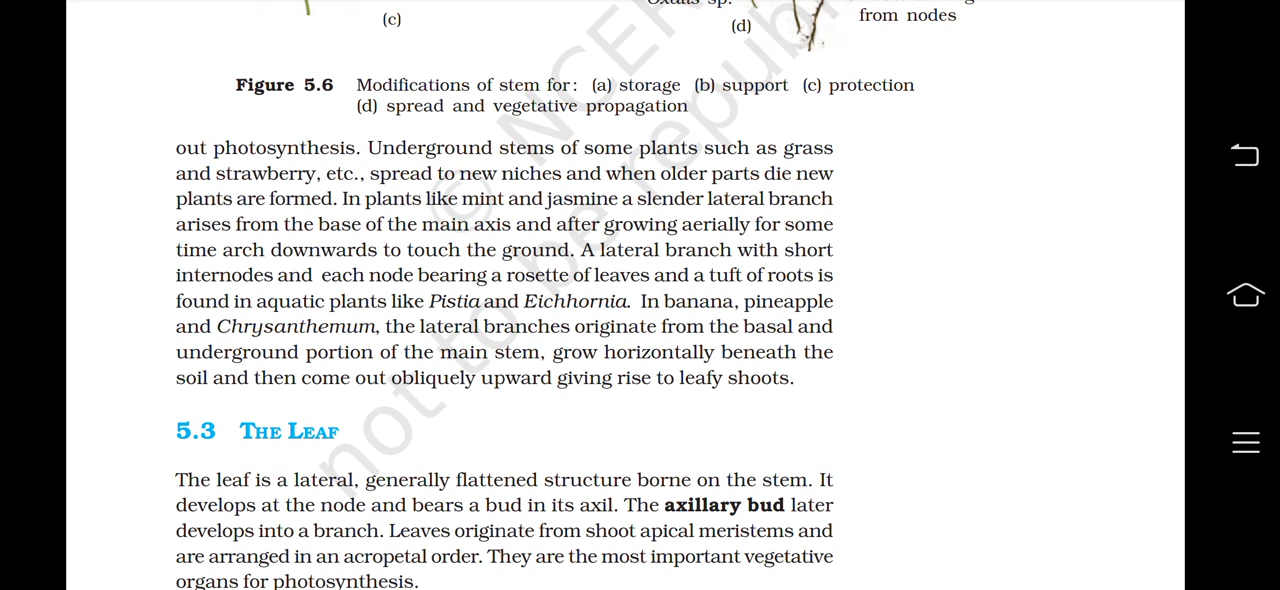 (c)
(d)
from nodes
Figure 5.6 Modifications of stem for: (a) storage (b) support (c) protection
(d) spread and vegetative propagation
out photosynthesis. Underground stems of some plants such as grass
and strawberry, etc., spread to new niches and when older parts die new
plants are formed. In plants like mint and jasmine a slender lateral branch
arises from the base of the main axis and after growing aerially for some
time arch downwards to touch the ground. A lateral branch with short
internodes and each node bearing a rosette of leaves and a tuft of roots is
found in aquatic plants like Pistia and Eichhornia. In banana, pineapple
and Chrysanthemum, the lateral branches originate from the basal and
underground portion of the main stem, grow horizontally beneath the
soil and then come out obliquely upward giving rise to leafy shoots.
5.3 THE LEAF
The leaf is a lateral, generally flattened structure borne on the stem. It
develops at the node and bears a bud in its axil. The axillary bud later
develops into a branch. Leaves originate from shoot apical meristems and
are arranged in an acropetal order. They are the most important vegetative
organs for photosynthesis.
© NCER
not to be republi